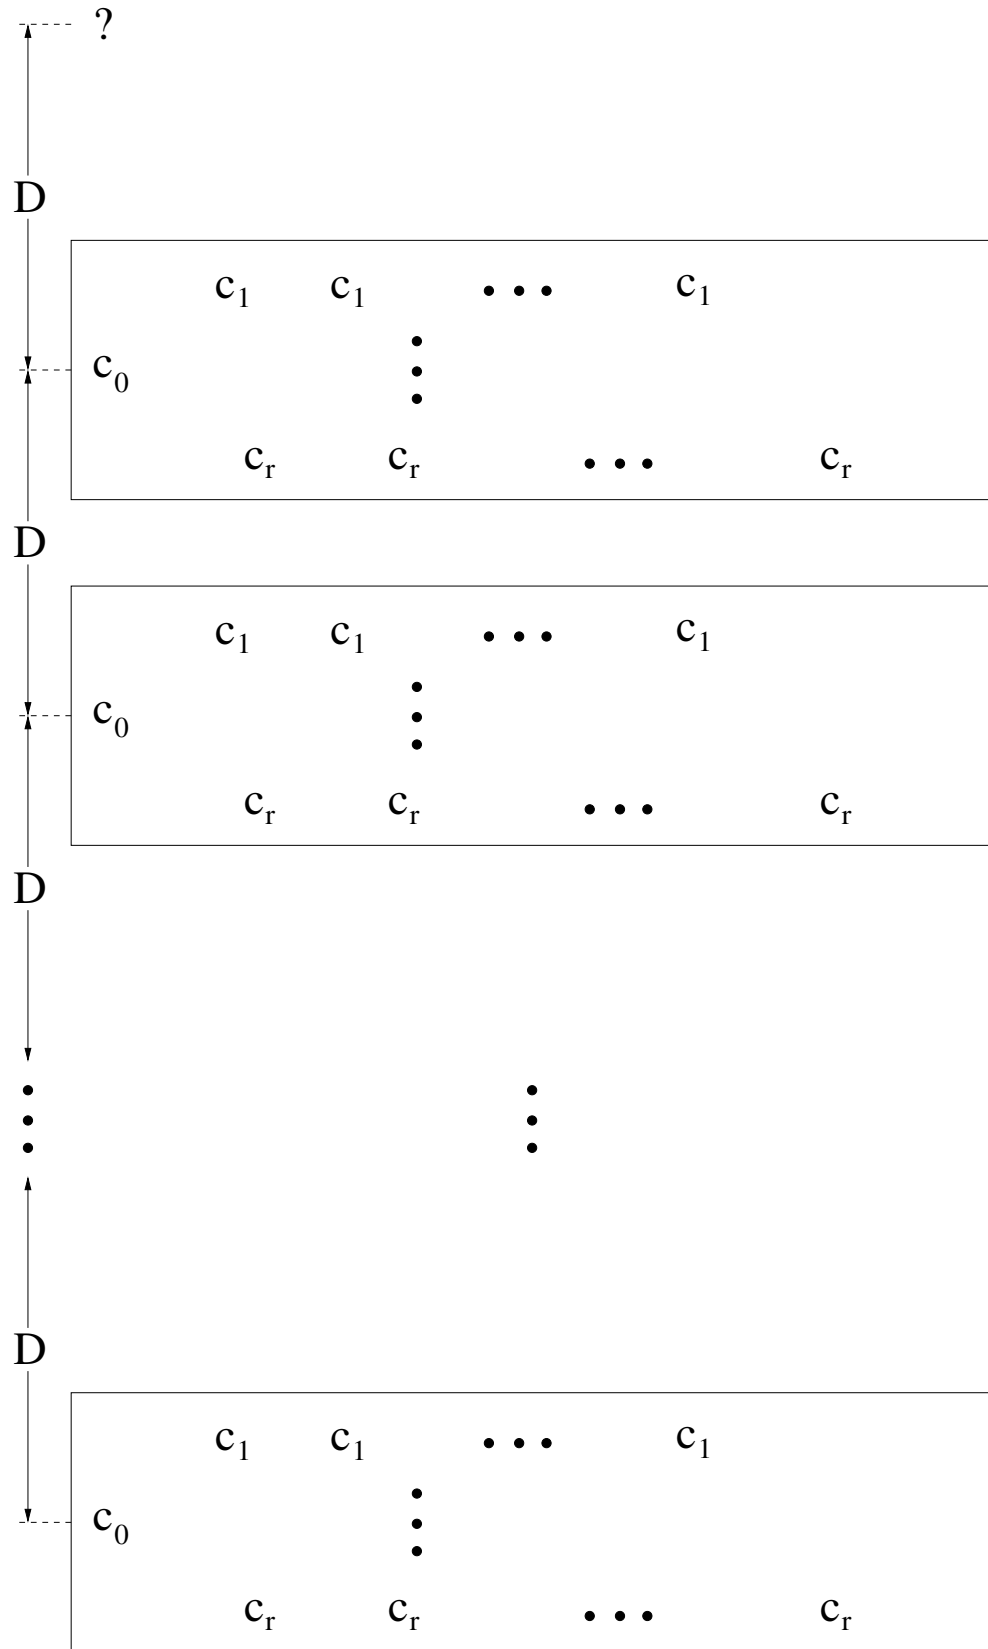 ?
D
c₁ c₁ • • • c₁
c₀
cᵣ cᵣ • • • cᵣ
D
c₁ c₁ • • • c₁
c₀
cᵣ cᵣ • • • cᵣ
D
D
c₁ c₁ • • • c₁
c₀
cᵣ cᵣ • • • cᵣ